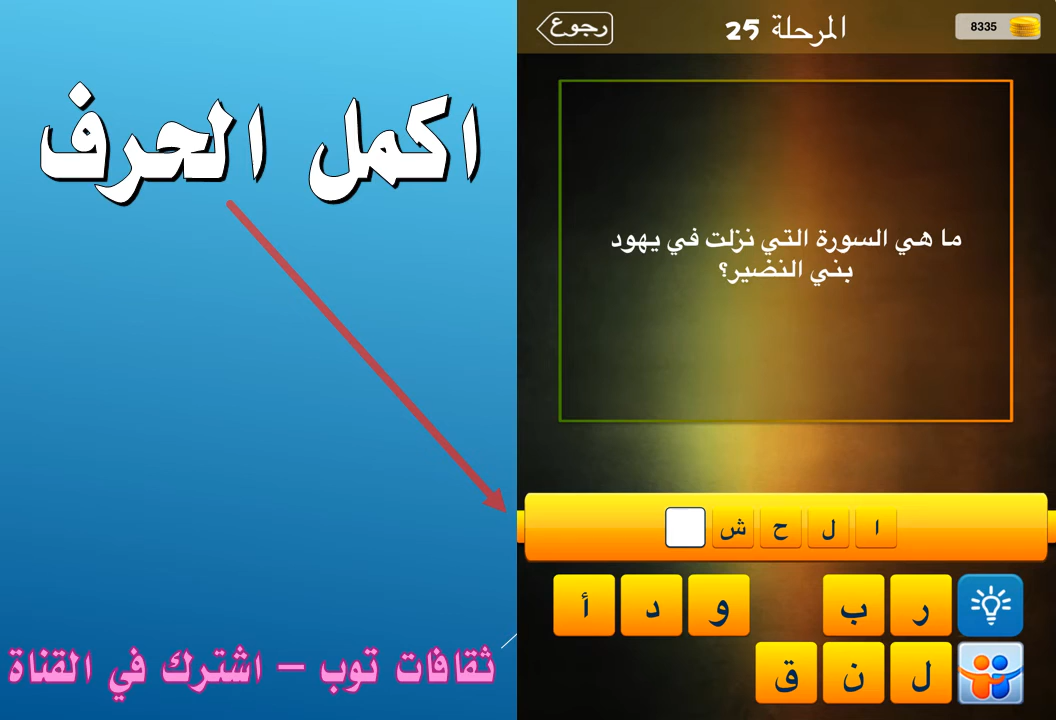 اكمل الحرف
ثقافات توب – اشترك في القناة
رجوع
المرحلة 25
8335
ما هي السورة التي نزلت في يهود
بني النضير؟
ا ل ح ش
ر ب و د أ
ل ن ق